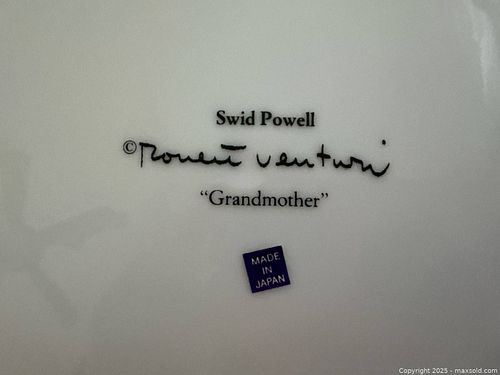 Swid Powell
© Robert Venturi
“Grandmother”
MADE
IN
JAPAN
Copyright 2025 - maxsold.com